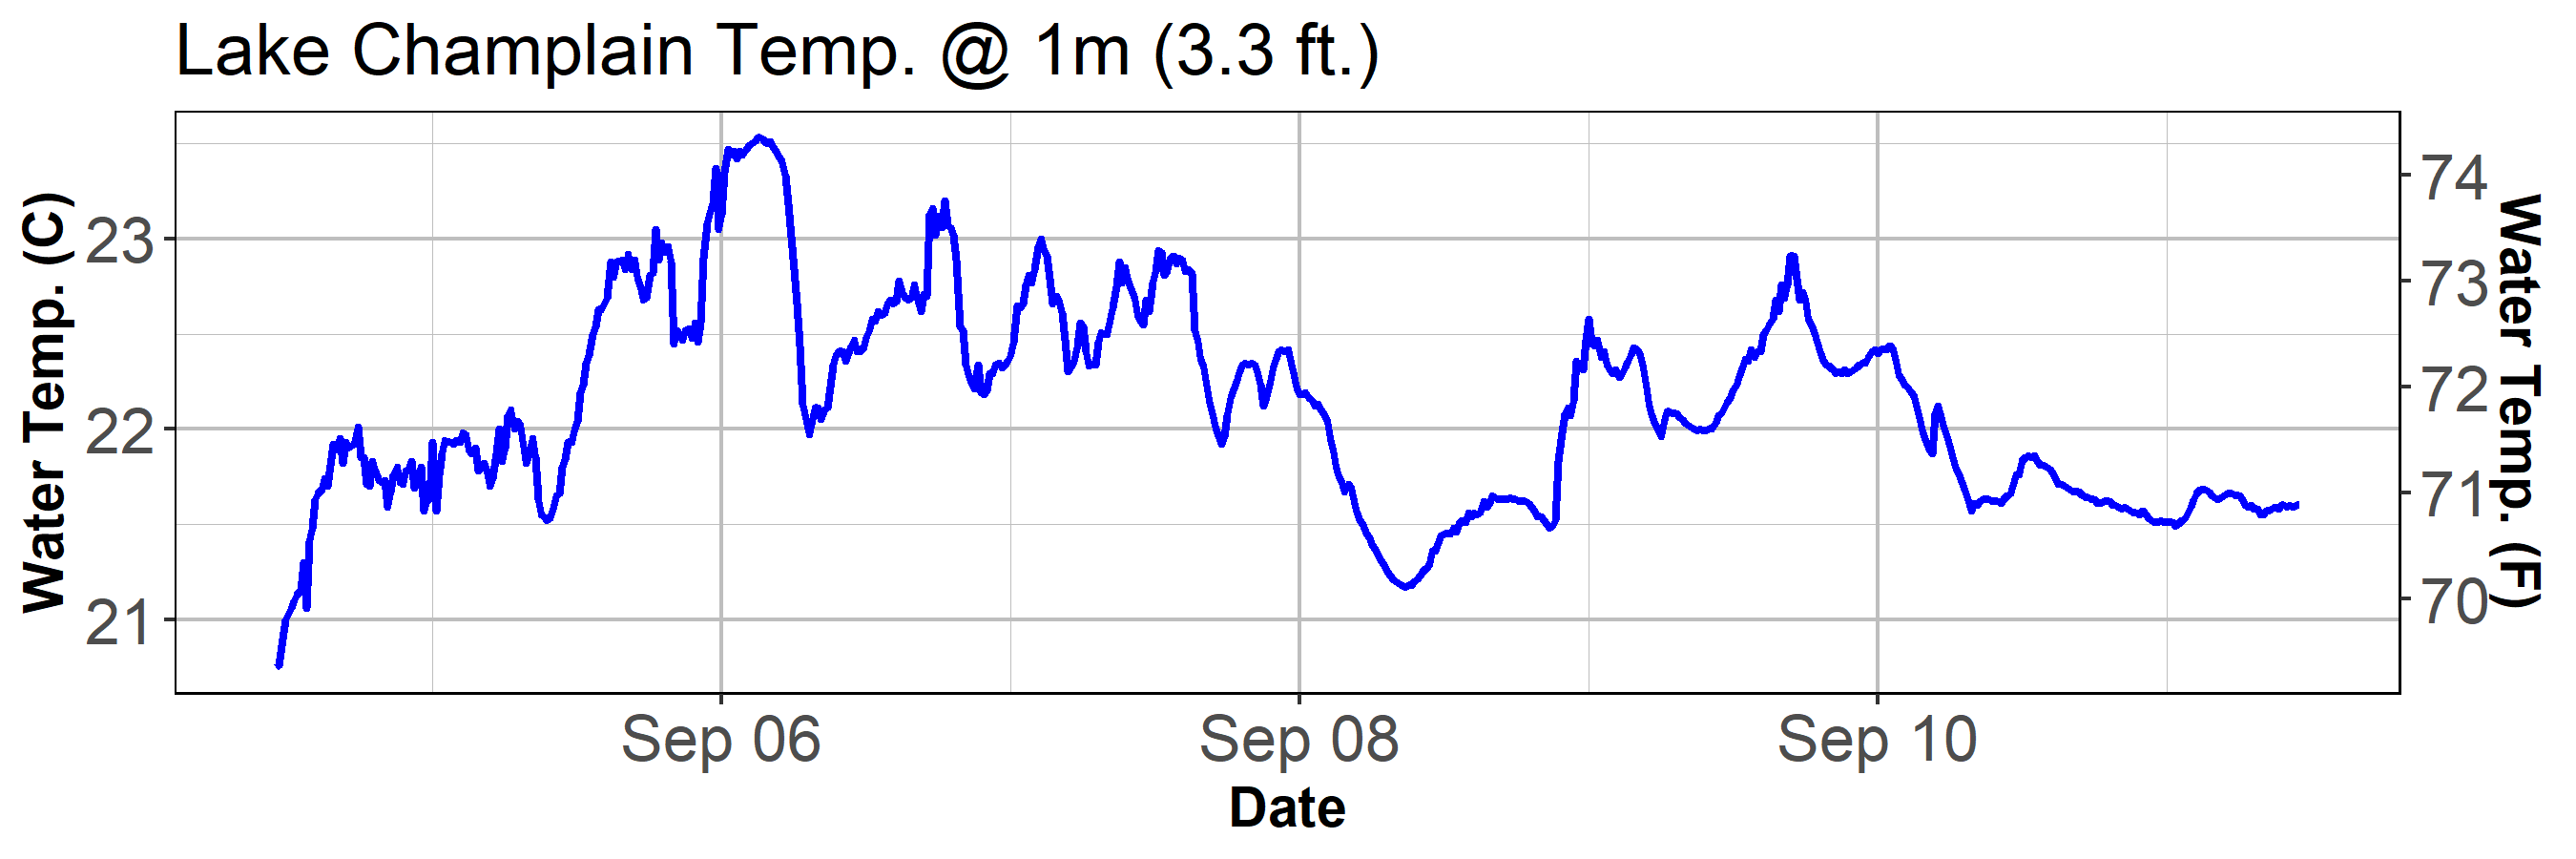 Lake Champlain Temp. @ 1m (3.3 ft.)
Water Temp. (C)
23
22
21
74
73
72
71
70
Water Temp. (F)
Sep 06
Sep 08
Sep 10
Date